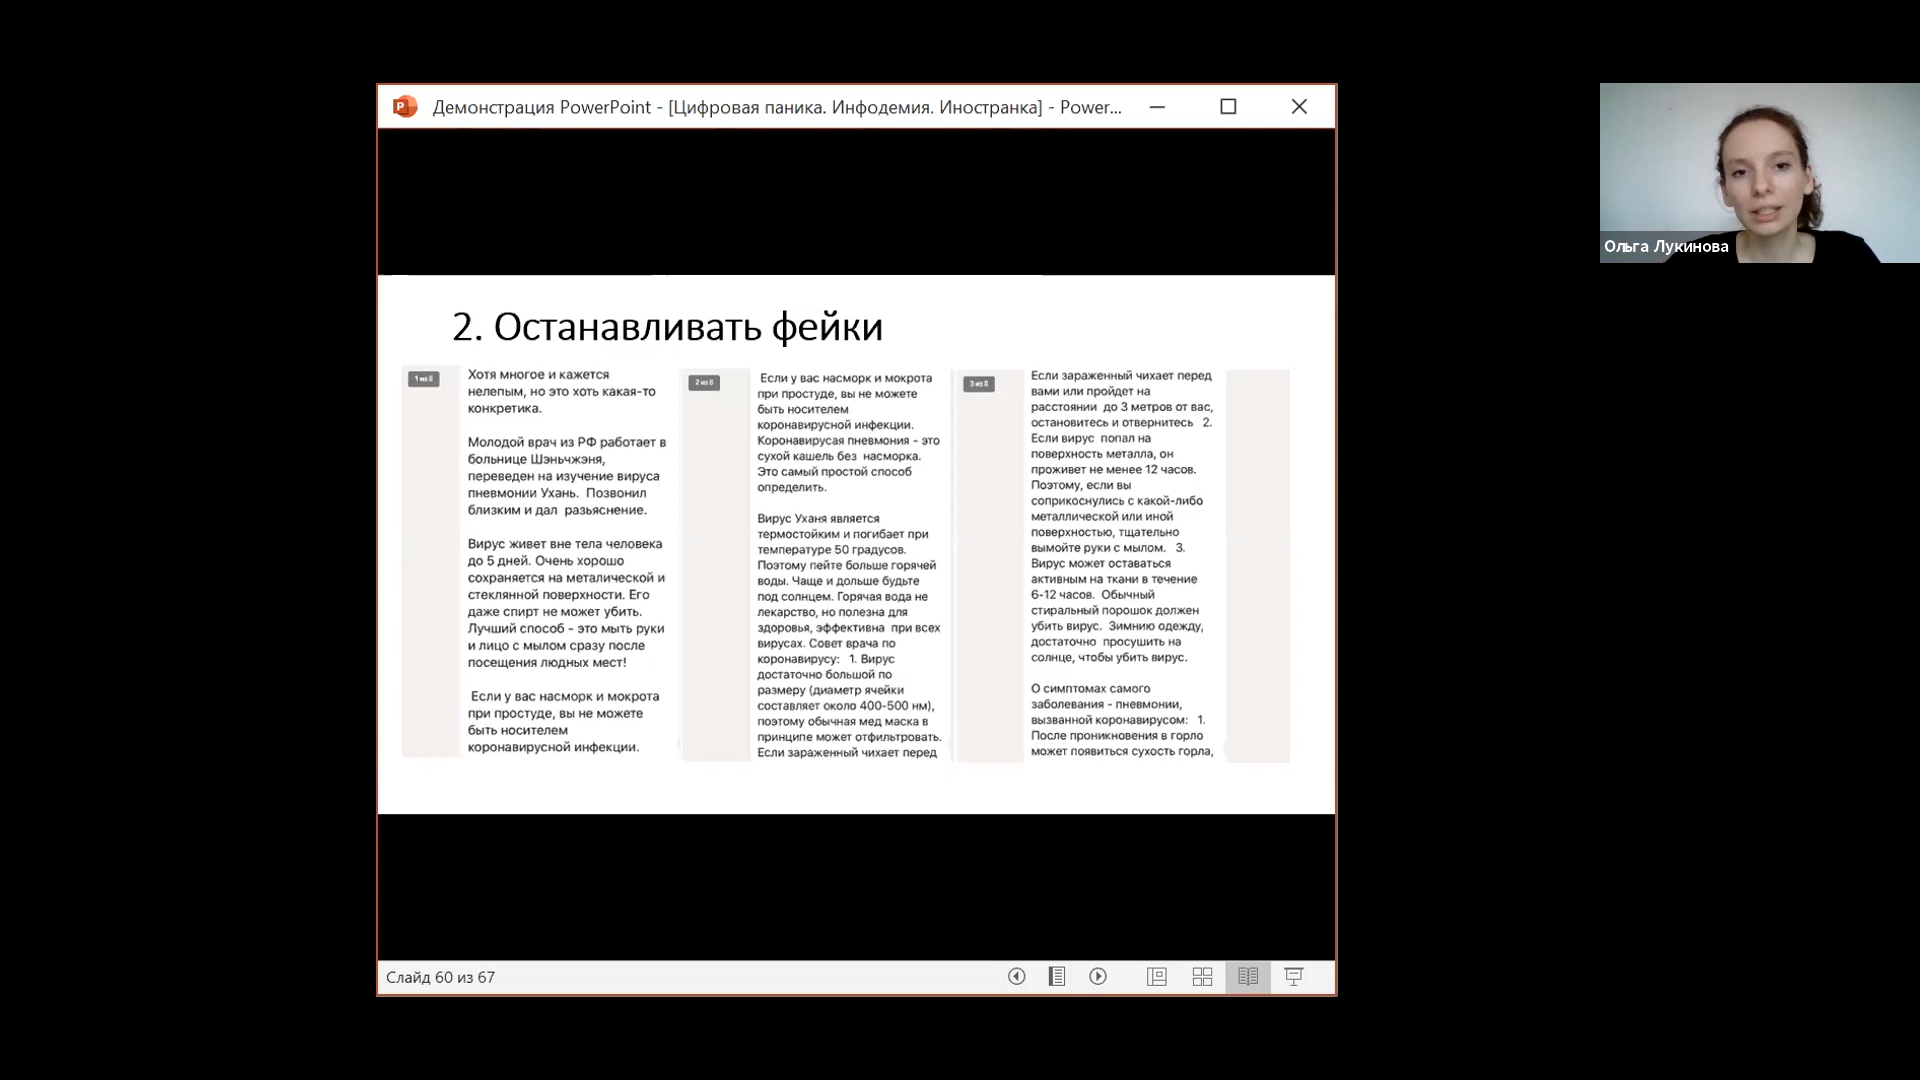 Демонстрация PowerPoint - [Цифровая паника. Инфодемия. Иностранка] - Power...
Ольга Лукинова
2. Останавливать фейки
1 из 8
Хотя многое и кажется
нелепым, но это хоть какая-то
конкретика.
Молодой врач из РФ работает в
больнице Шэньчжэня,
переведен на изучение вируса
пневмонии Ухань. Позвонил
близким и дал разьяснение.
Вирус живет вне тела человека
до 5 дней. Очень хорошо
сохраняется на металической и
стеклянной поверхности. Его
даже спирт не может убить.
Лучший способ - это мыть руки
и лицо с мылом сразу после
посещения людных мест!
Если у вас насморк и мокрота
при простуде, вы не можете
быть носителем
коронавирусной инфекции.
2 из 8
Если у вас насморк и мокрота
при простуде, вы не можете
быть носителем
коронавирусной инфекции.
Коронавирусая пневмония - это
сухой кашель без насморка.
Это самый простой способ
определить.
Вирус Уханя является
термостойким и погибает при
температуре 50 градусов.
Поэтому пейте больше горячей
воды. Чаще и дольше будьте
под солнцем. Горячая вода не
лекарство, но полезна для
здоровья, эффективна при всех
вирусах. Совет врача по
коронавирусу: 1. Вирус
достаточно большой по
размеру (диаметр ячейки
составляет около 400-500 нм),
поэтому обычная мед маска в
принципе может отфильтровать.
Если зараженный чихает перед
3 из 8
Если зараженный чихает перед
вами или пройдет на
расстоянии до 3 метров от вас,
остановитесь и отвернитесь 2.
Если вирус попал на
поверхность металла, он
проживет не менее 12 часов.
Поэтому, если вы
соприкоснулись с какой-либо
металлической или иной
поверхностью, тщательно
вымойте руки с мылом. 3.
Вирус может оставаться
активным на ткани в течение
6-12 часов. Обычный
стиральный порошок должен
убить вирус. Зимнию одежду,
достаточно просушить на
солнце, чтобы убить вирус.
О симптомах самого
заболевания - пневмонии,
вызванной коронавирусом: 1.
После проникновения в горло
может появиться сухость горла,
Слайд 60 из 67